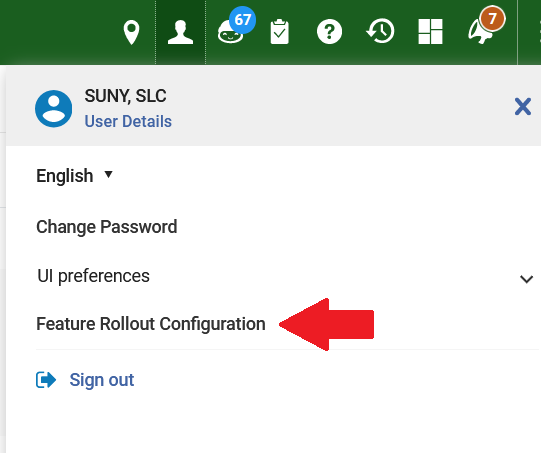 67
7
SUNY, SLC
User Details
English
Change Password
UI preferences
Feature Rollout Configuration
Sign out